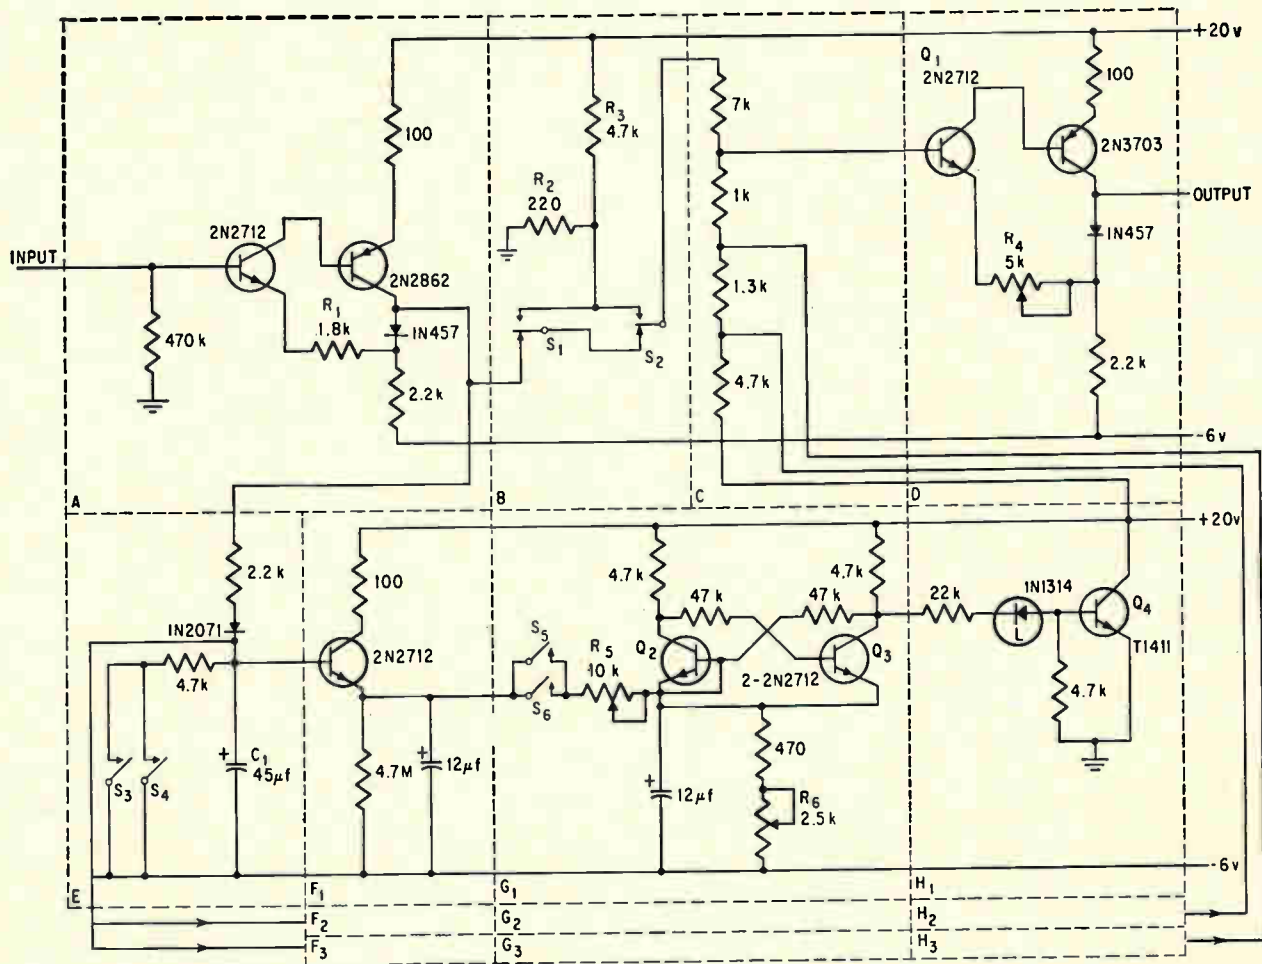 +20v
Q1
2N2712
100
R3
4.7k
7k
100
2N3703
R2
220
1k
OUTPUT
2N2712
INPUT
2N2862
1N457
R4
5k
1.3k
R1
1.8k
1N457
S1
S2
470k
2.2k
4.7k
2.2k
-6v
A
B
C
D
+20v
2.2k
100
4.7k
4.7k
47k
47k
22k
1N1314
L
Q4
T1411
1N2071
2N2712
S5
Q2
Q3
R5
10k
2-2N2712
4.7k
S6
4.7k
470
S3
S4
+
C1
45µf
4.7M
+
12µf
+
12µf
R6
2.5k
-6v
E
F1
G1
H1
F2
G2
H2
F3
G3
H3